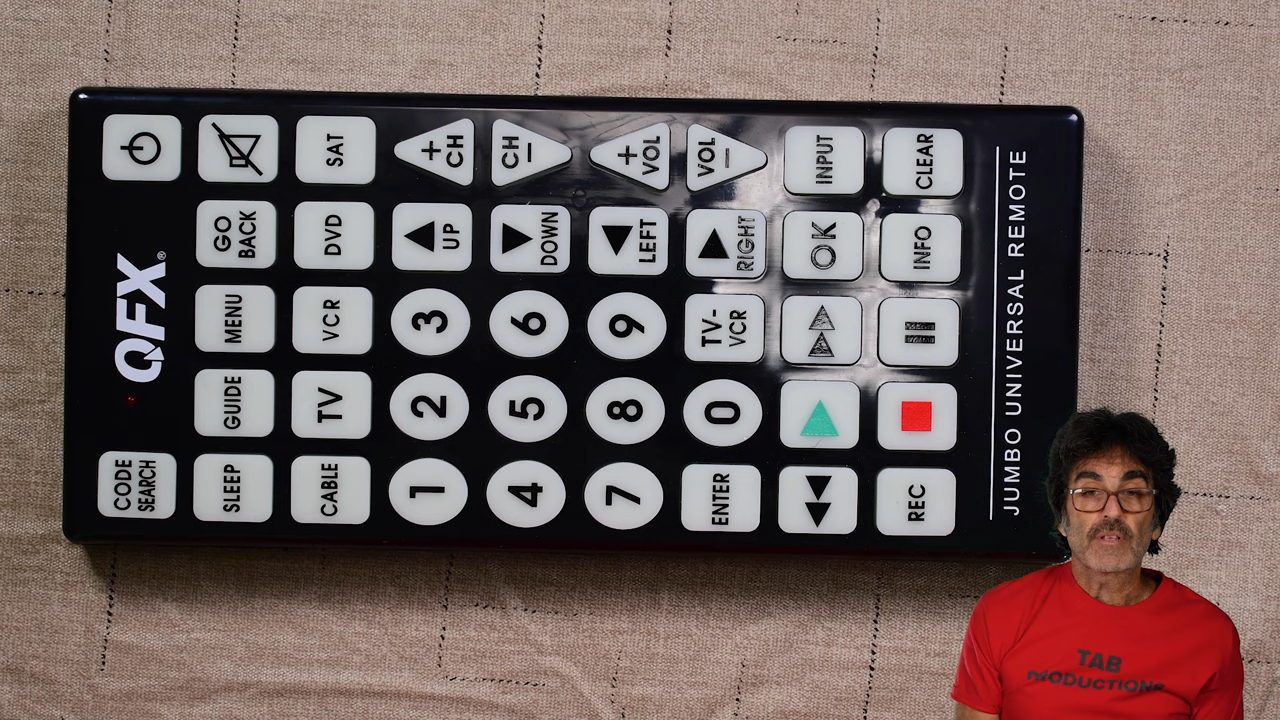 CODE
SEARCH
QFX®
SLEEP
GUIDE
MENU
GO
BACK
CABLE
TV
VCR
DVD
SAT
1
2
3
UP
+
CH
4
5
6
DOWN
CH
−
7
8
9
LEFT
+
VOL
ENTER
0
TV-
VCR
RIGHT
VOL
−
OK
INPUT
REC
INFO
CLEAR
JUMBO UNIVERSAL REMOTE
TAB
PRODUCTIONS